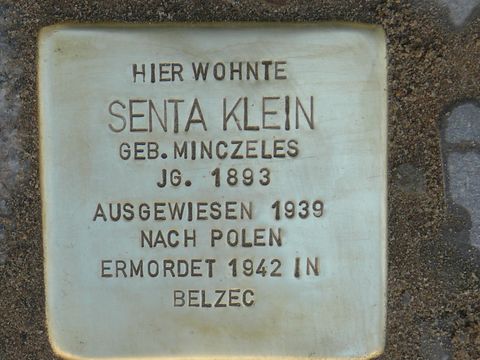 HIER WOHNTE
SENTA KLEIN
GEB. MINCZELES
JG. 1893
AUSGEWIESEN 1939
NACH POLEN
ERMORDET 1942 IN
BELZEC